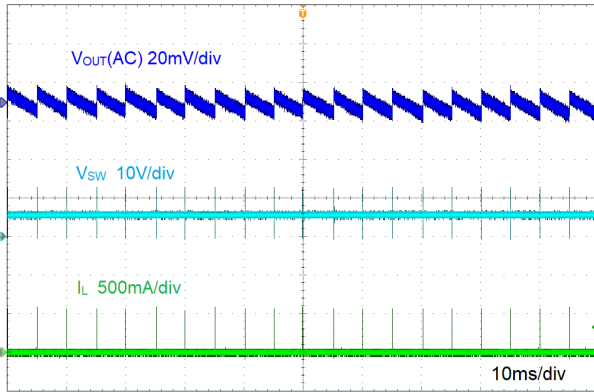 T
VOUT(AC) 20mV/div
VSW 10V/div
IL 500mA/div
10ms/div